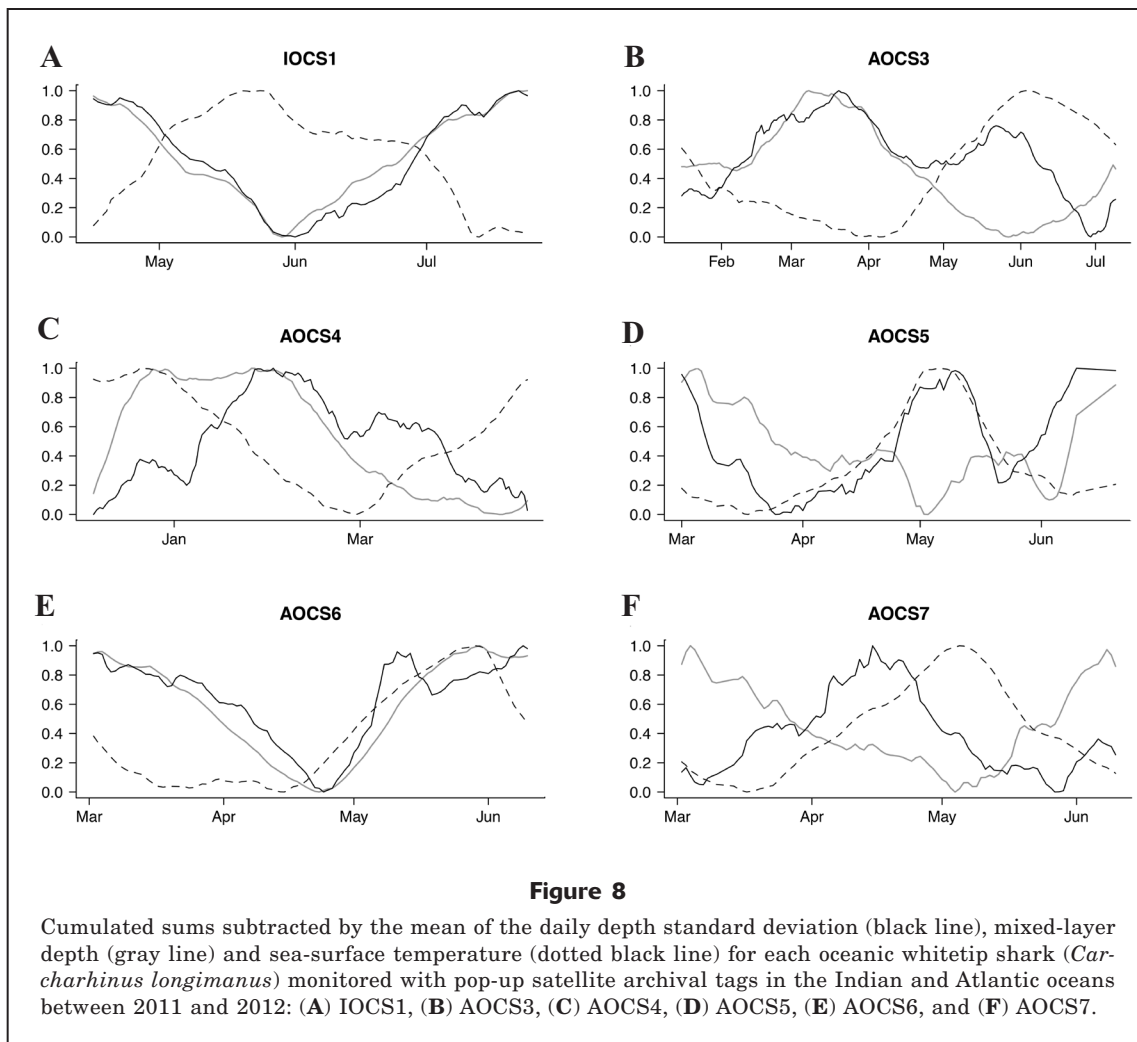 A
IOCS1
1.0
0.8
0.6
0.4
0.2
0.0
May Jun Jul
B
AOCS3
1.0
0.8
0.6
0.4
0.2
0.0
Feb Mar Apr May Jun Jul
C
AOCS4
1.0
0.8
0.6
0.4
0.2
0.0
Jan Mar
D
AOCS5
1.0
0.8
0.6
0.4
0.2
0.0
Mar Apr May Jun
E
AOCS6
1.0
0.8
0.6
0.4
0.2
0.0
Mar Apr May Jun
F
AOCS7
1.0
0.8
0.6
0.4
0.2
0.0
Mar Apr May Jun
Figure 8
Cumulated sums subtracted by the mean of the daily depth standard deviation (black line), mixed-layer
depth (gray line) and sea-surface temperature (dotted black line) for each oceanic whitetip shark (Car-
charhinus longimanus) monitored with pop-up satellite archival tags in the Indian and Atlantic oceans
between 2011 and 2012: (A) IOCS1, (B) AOCS3, (C) AOCS4, (D) AOCS5, (E) AOCS6, and (F) AOCS7.